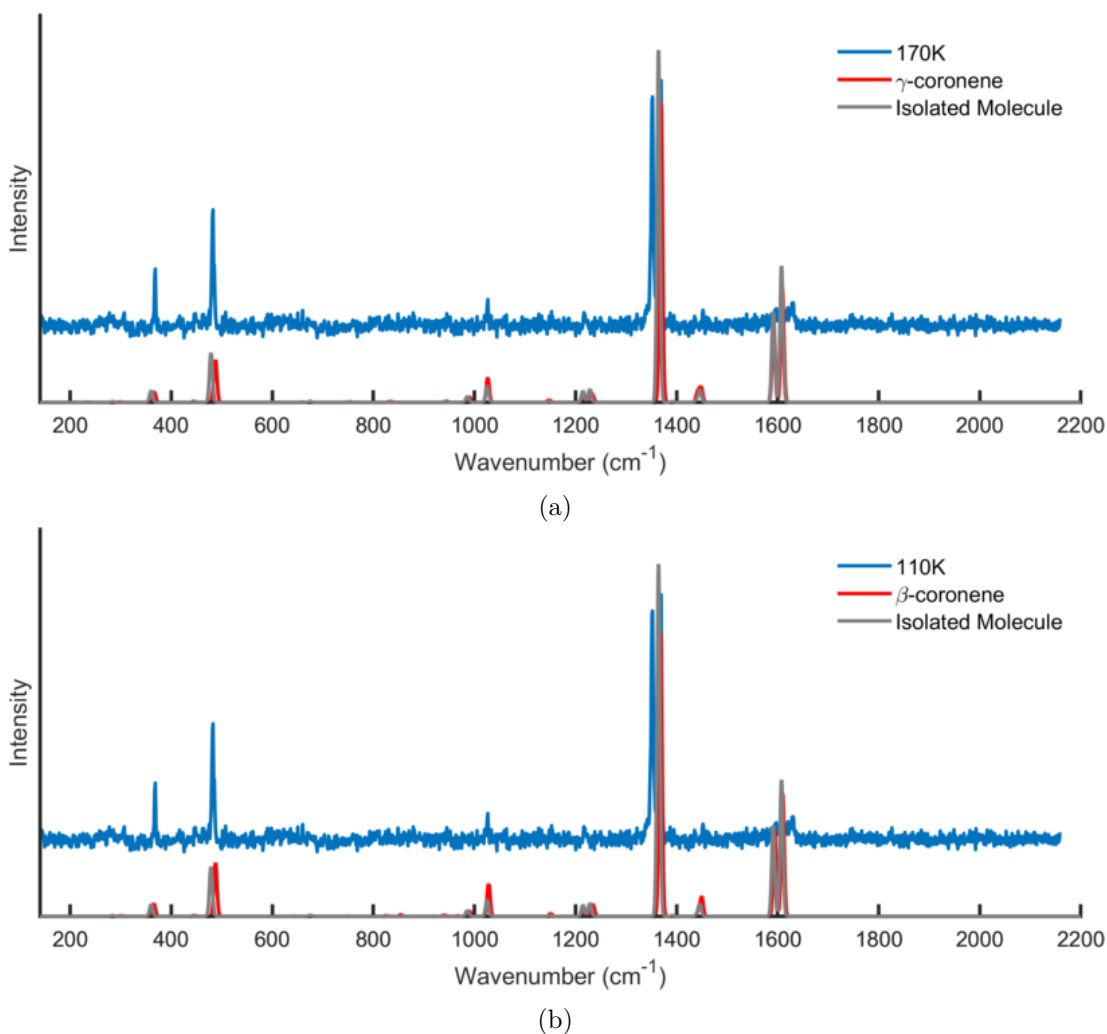 170K
γ-coronene
Isolated Molecule
Intensity
200 400 600 800 1000 1200 1400 1600 1800 2000 2200
Wavenumber (cm⁻¹)
(a)
110K
β-coronene
Isolated Molecule
Intensity
200 400 600 800 1000 1200 1400 1600 1800 2000 2200
Wavenumber (cm⁻¹)
(b)